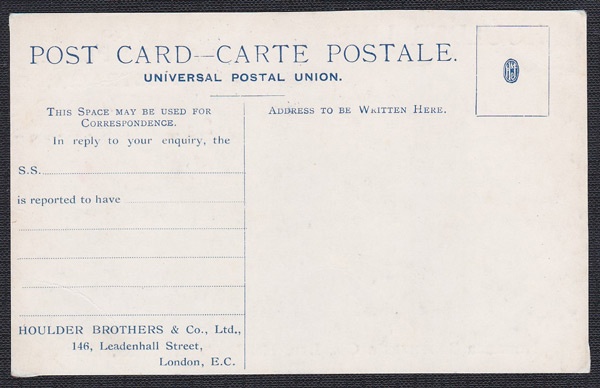 POST CARD—CARTE POSTALE.
UNIVERSAL POSTAL UNION.
THIS SPACE MAY BE USED FOR
CORRESPONDENCE.
In reply to your enquiry, the
S.S.
is reported to have
HOULDER BROTHERS & Co., Ltd.,
146, Leadenhall Street,
London, E.C.
ADDRESS TO BE WRITTEN HERE.